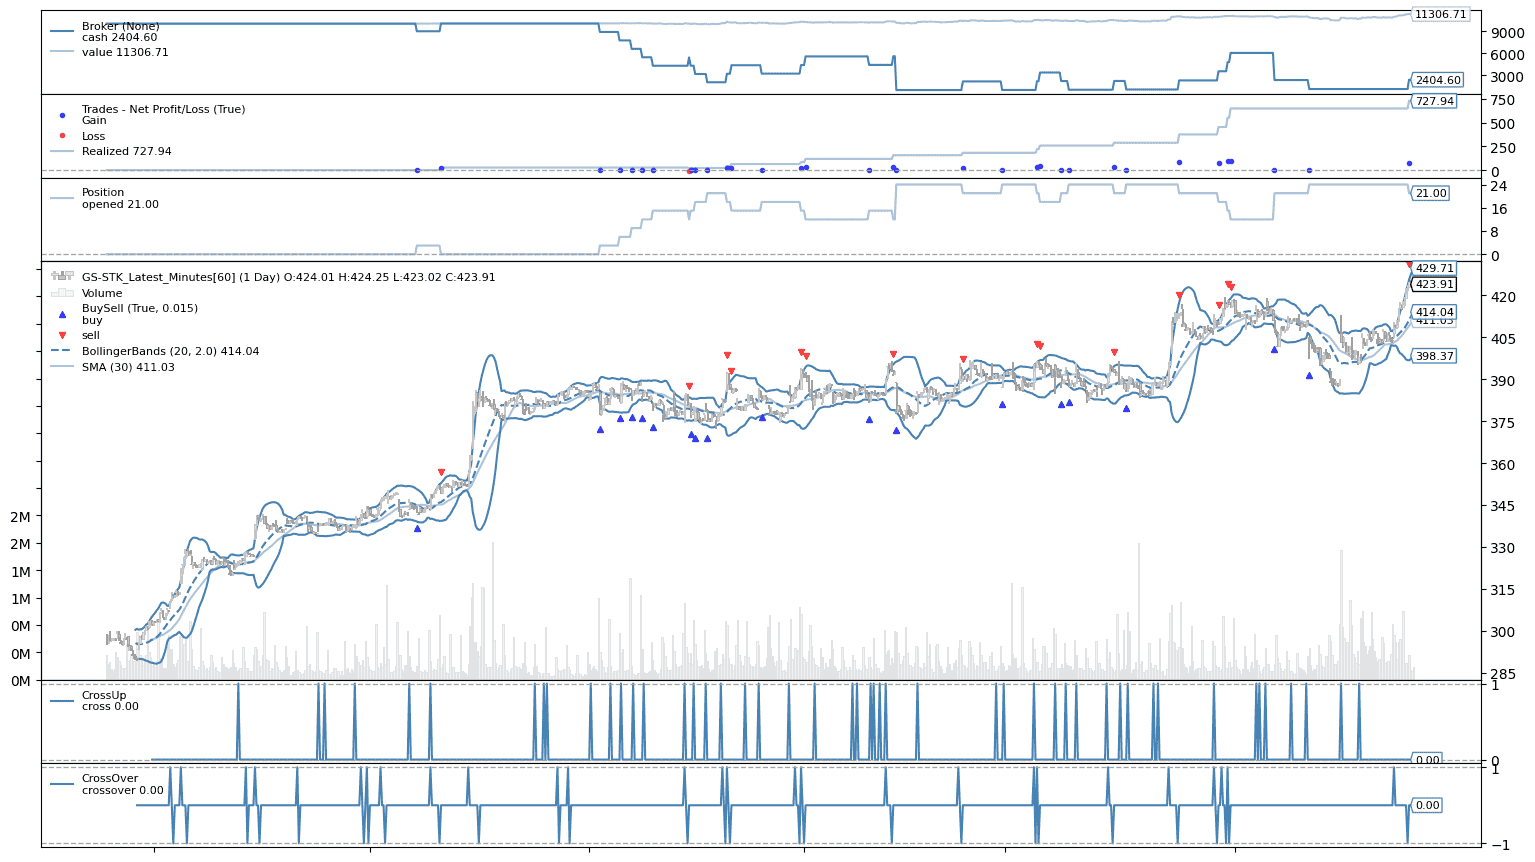 Broker (None)
cash 2404.60
value 11306.71
11306.71
9000
6000
3000
2404.60
Trades - Net Profit/Loss (True)
Gain
Loss
Realized 727.94
750
727.94
500
250
0
Position
opened 21.00
24
21.00
16
8
0
GS-STK_Latest_Minutes[60] (1 Day) O:424.01 H:424.25 L:423.02 C:423.91
Volume
BuySell (True, 0.015)
buy
sell
BollingerBands (20, 2.0) 414.04
SMA (30) 411.03
429.71
423.91
420
414.04
411.03
405
398.37
390
375
360
345
330
315
300
285
2M
2M
1M
1M
0M
0M
0M
CrossUp
cross 0.00
1
0
0.00
CrossOver
crossover 0.00
1
0.00
−1